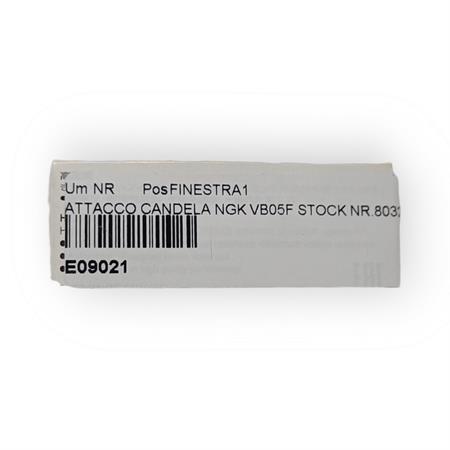 Um NR PosFINESTRA1
ATTACCO CANDELA NGK VB05F STOCK NR.803
E09021